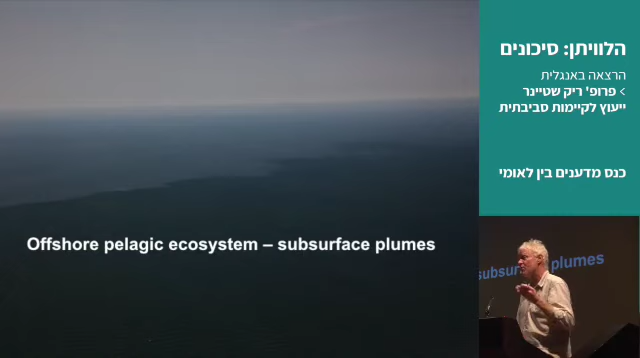 הלוויתן: סיכונים
הרצאה באנגלית
> פרופ' ריק שטיינר
ייעוץ לקיימות סביבתית
כנס מדענים בין לאומי
Offshore pelagic ecosystem – subsurface plumes
subsur plumes